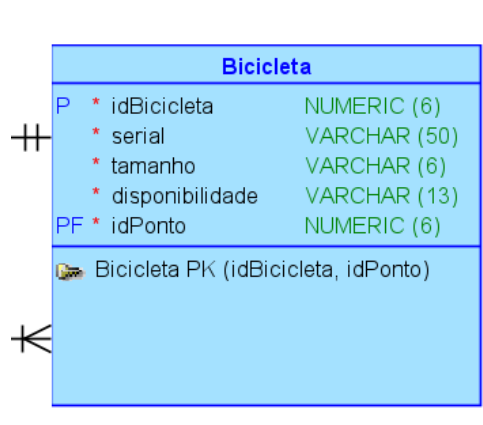 Bicicleta
P * idBicicleta NUMERIC (6)
* serial VARCHAR (50)
* tamanho VARCHAR (6)
* disponibilidade VARCHAR (13)
PF * idPonto NUMERIC (6)
Bicicleta PK (idBicicleta, idPonto)